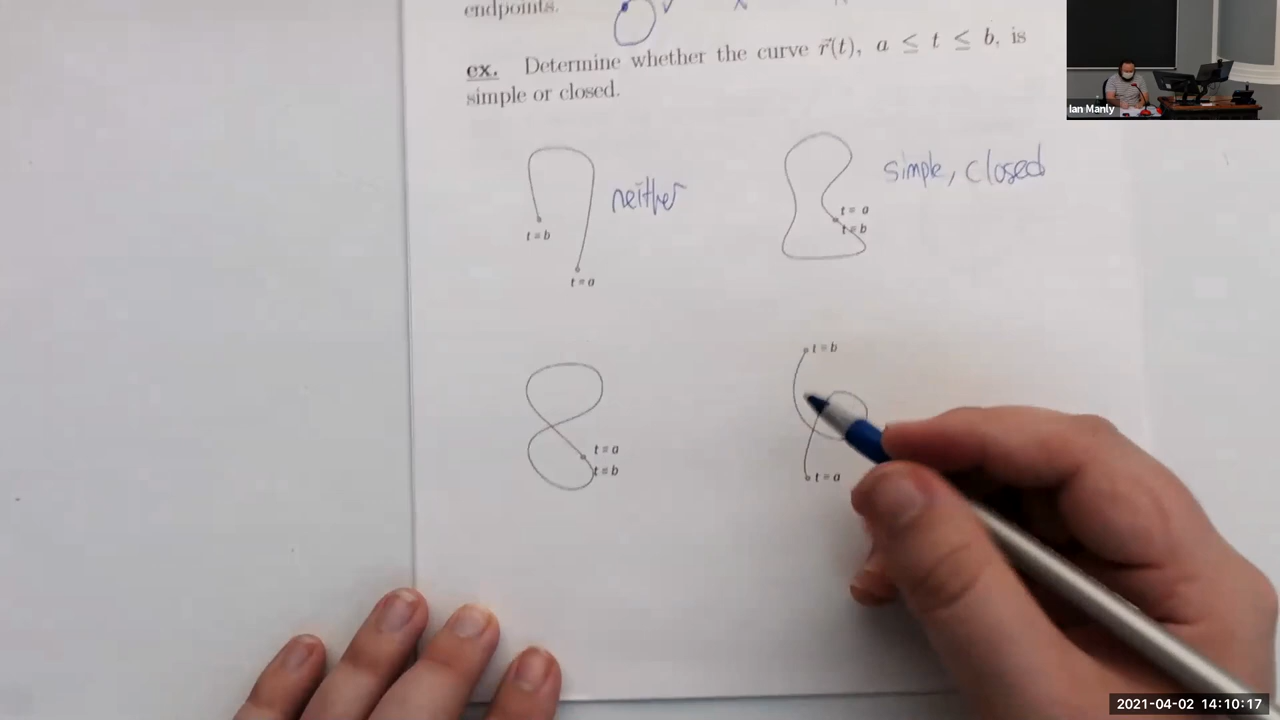 endpoints.
ex. Determine whether the curve r⃗(t), a ≤ t ≤ b, is
simple or closed.
Ian Manly
neither
simple, closed
t = b
t = a
t = a
t = b
t = a
t = b
t = b
t = a
2021-04-02 14:10:17